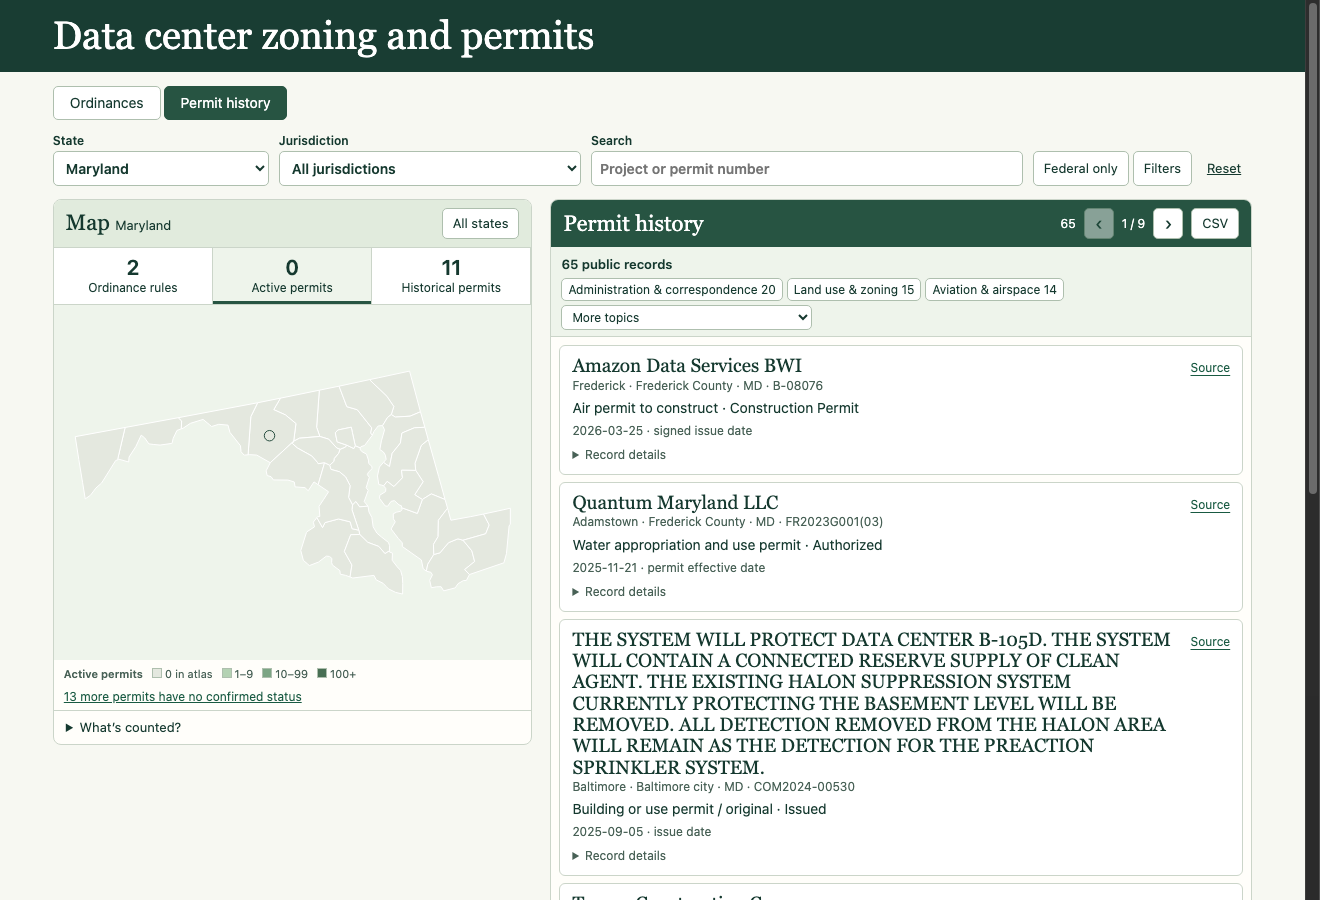 Data center zoning and permits
Ordinances
Permit history
State
Jurisdiction
Search
Maryland
All jurisdictions
Project or permit number
Federal only
Filters
Reset
Map Maryland
All states
2
Ordinance rules
0
Active permits
11
Historical permits
Active permits 0 in atlas 1–9 10–99 100+
13 more permits have no confirmed status
What's counted?
Permit history
65
‹
1 / 9
›
CSV
65 public records
Administration & correspondence 20
Land use & zoning 15
Aviation & airspace 14
More topics
Amazon Data Services BWI
Source
Frederick · Frederick County · MD · B-08076
Air permit to construct · Construction Permit
2026-03-25 · signed issue date
Record details
Quantum Maryland LLC
Source
Adamstown · Frederick County · MD · FR2023G001(03)
Water appropriation and use permit · Authorized
2025-11-21 · permit effective date
Record details
THE SYSTEM WILL PROTECT DATA CENTER B-105D. THE SYSTEM
WILL CONTAIN A CONNECTED RESERVE SUPPLY OF CLEAN
AGENT. THE EXISTING HALON SUPPRESSION SYSTEM
CURRENTLY PROTECTING THE BASEMENT LEVEL WILL BE
REMOVED. ALL DETECTION REMOVED FROM THE HALON AREA
WILL REMAIN AS THE DETECTION FOR THE PREACTION
SPRINKLER SYSTEM.
Source
Baltimore · Baltimore city · MD · COM2024-00530
Building or use permit / original · Issued
2025-09-05 · issue date
Record details